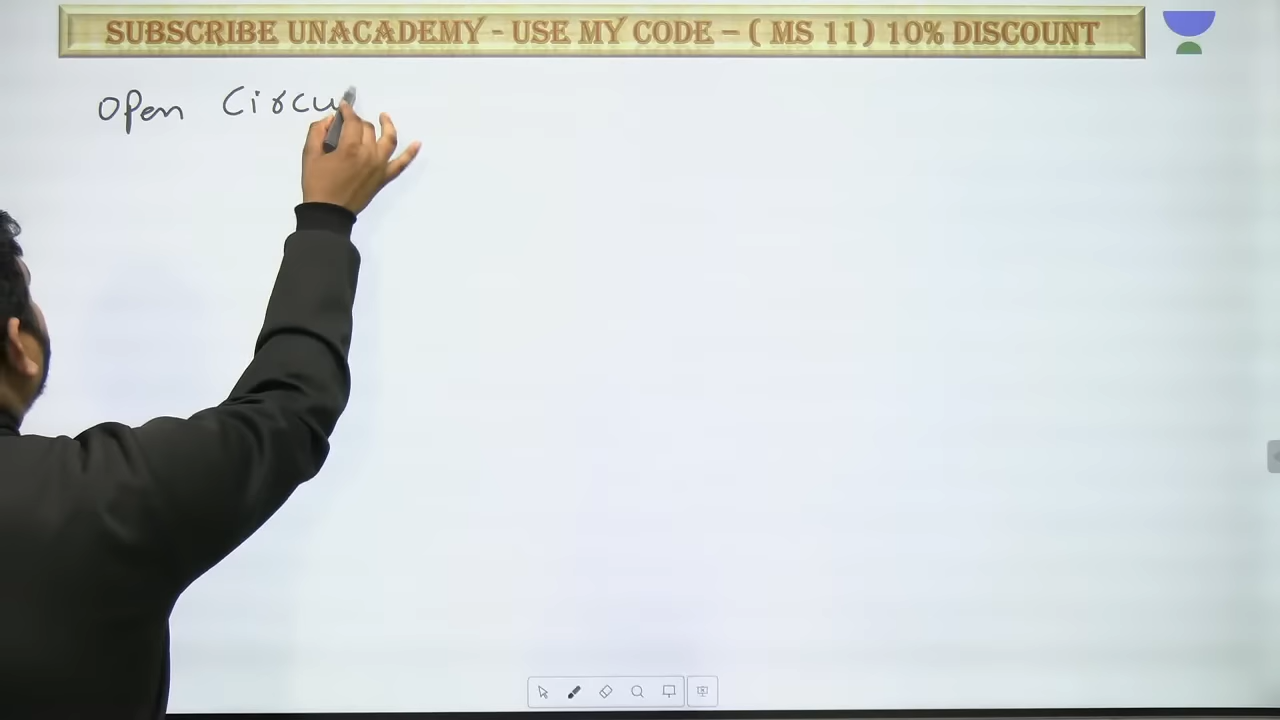 SUBSCRIBE UNACADEMY - USE MY CODE – ( MS 11) 10% DISCOUNT
Open Circu